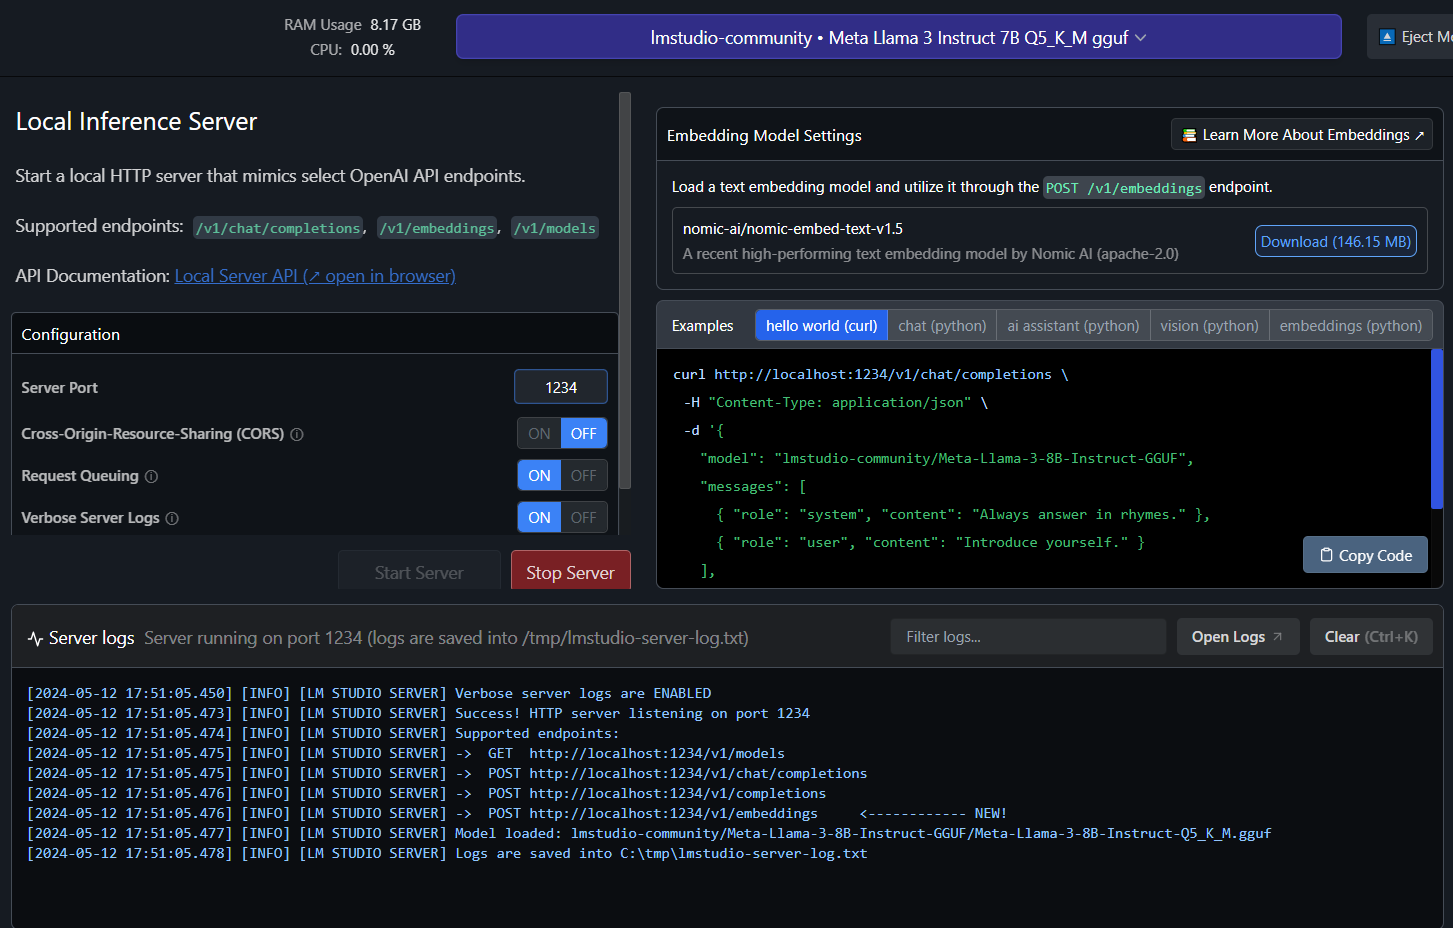 RAM Usage 8.17 GB
CPU: 0.00 %
lmstudio-community • Meta Llama 3 Instruct 7B Q5_K_M gguf
Eject Mo
Local Inference Server
Start a local HTTP server that mimics select OpenAI API endpoints.
Supported endpoints: /v1/chat/completions, /v1/embeddings, /v1/models
API Documentation: Local Server API (↗ open in browser)
Configuration
Server Port 1234
Cross-Origin-Resource-Sharing (CORS) ⓘ ON OFF
Request Queuing ⓘ ON OFF
Verbose Server Logs ⓘ ON OFF
Start Server Stop Server
Embedding Model Settings
Learn More About Embeddings ↗
Load a text embedding model and utilize it through the POST /v1/embeddings endpoint.
nomic-ai/nomic-embed-text-v1.5
A recent high-performing text embedding model by Nomic AI (apache-2.0)
Download (146.15 MB)
Examples hello world (curl) chat (python) ai assistant (python) vision (python) embeddings (python)
curl http://localhost:1234/v1/chat/completions \
-H "Content-Type: application/json" \
-d '{
"model": "lmstudio-community/Meta-Llama-3-8B-Instruct-GGUF",
"messages": [
{ "role": "system", "content": "Always answer in rhymes." },
{ "role": "user", "content": "Introduce yourself." }
],
Copy Code
Server logs Server running on port 1234 (logs are saved into /tmp/lmstudio-server-log.txt)
Filter logs...
Open Logs ↗
Clear (Ctrl+K)
[2024-05-12 17:51:05.450] [INFO] [LM STUDIO SERVER] Verbose server logs are ENABLED
[2024-05-12 17:51:05.473] [INFO] [LM STUDIO SERVER] Success! HTTP server listening on port 1234
[2024-05-12 17:51:05.474] [INFO] [LM STUDIO SERVER] Supported endpoints:
[2024-05-12 17:51:05.475] [INFO] [LM STUDIO SERVER] -> GET http://localhost:1234/v1/models
[2024-05-12 17:51:05.475] [INFO] [LM STUDIO SERVER] -> POST http://localhost:1234/v1/chat/completions
[2024-05-12 17:51:05.476] [INFO] [LM STUDIO SERVER] -> POST http://localhost:1234/v1/completions
[2024-05-12 17:51:05.476] [INFO] [LM STUDIO SERVER] -> POST http://localhost:1234/v1/embeddings <------------ NEW!
[2024-05-12 17:51:05.477] [INFO] [LM STUDIO SERVER] Model loaded: lmstudio-community/Meta-Llama-3-8B-Instruct-GGUF/Meta-Llama-3-8B-Instruct-Q5_K_M.gguf
[2024-05-12 17:51:05.478] [INFO] [LM STUDIO SERVER] Logs are saved into C:\tmp\lmstudio-server-log.txt